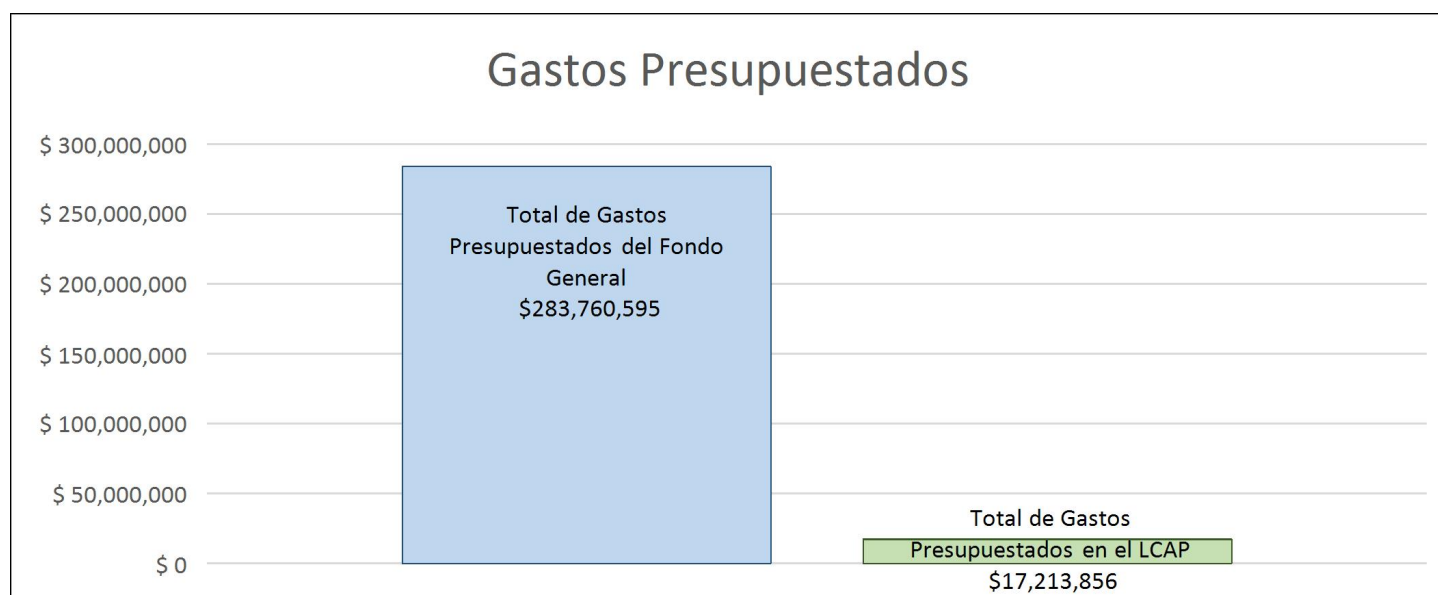 Gastos Presupuestados
$ 300,000,000
$ 250,000,000
$ 200,000,000
$ 150,000,000
$ 100,000,000
$ 50,000,000
$ 0
Total de Gastos
Presupuestados del Fondo
General
$283,760,595
Total de Gastos
Presupuestados en el LCAP
$17,213,856